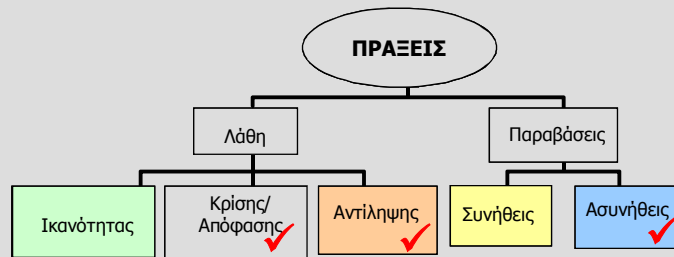 ΠΡΑΞΕΙΣ
Λάθη
Παραβάσεις
Ικανότητας
Κρίσης/
Απόφασης
Αντίληψης
Συνήθεις
Ασυνήθεις